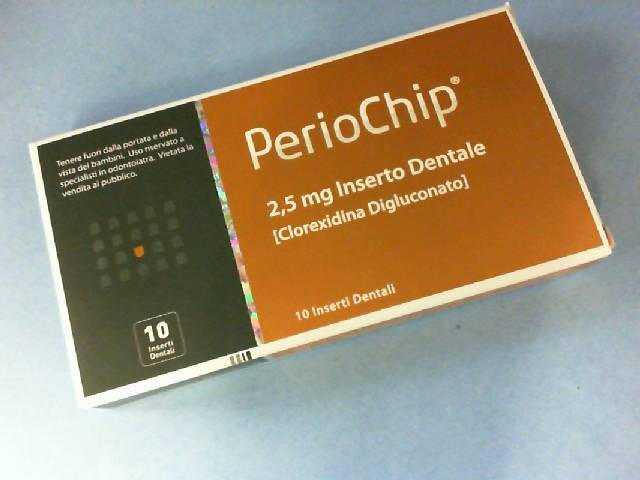 Tenere fuori dalla portata e dalla
vista dei bambini. Uso riservato a
specialisti in odontoiatra. Vietata la
vendita al pubblico.
10
Inserti
Dentali
PerioChip®
2,5 mg Inserto Dentale
[Clorexidina Digluconato]
10 Inserti Dentali